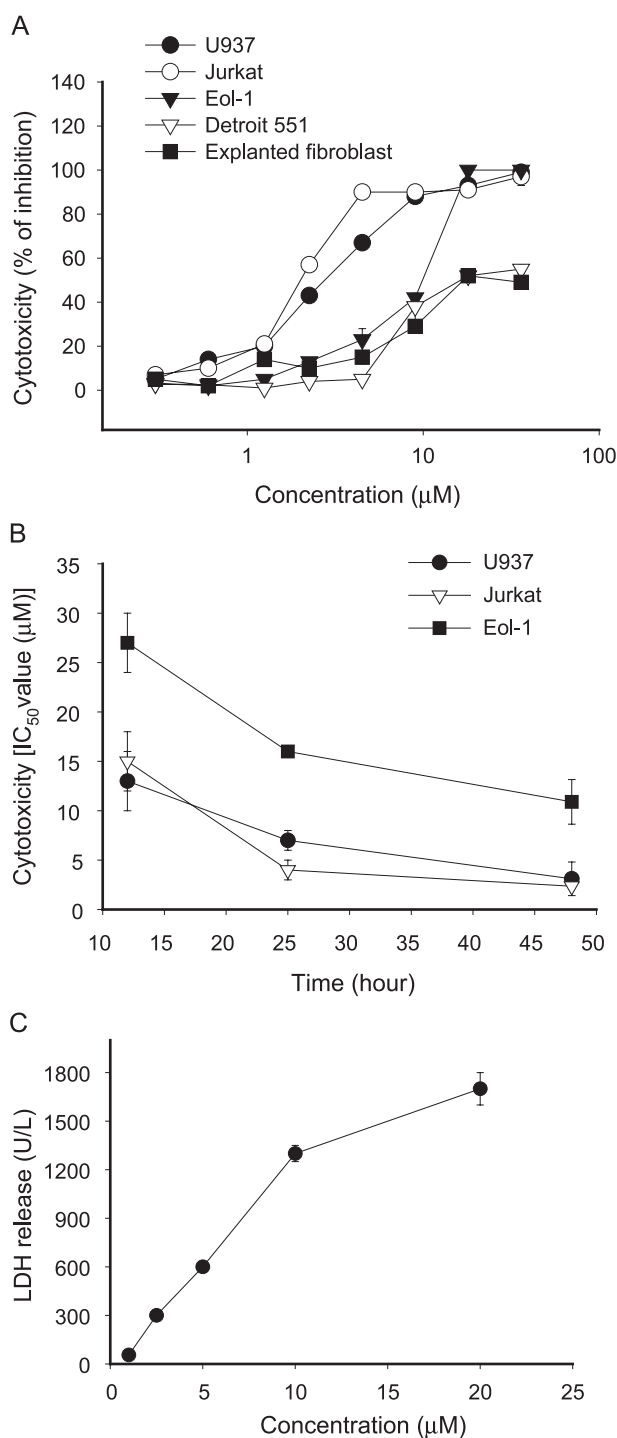 A
U937
Jurkat
Eol-1
Detroit 551
Explanted fibroblast
140
120
100
80
60
40
20
0
Cytotoxicity (% of inhibition)
1 10 100
Concentration (μM)
B
U937
Jurkat
Eol-1
35
30
25
20
15
10
5
0
Cytotoxicity [IC50 value (μM)]
10 15 20 25 30 35 40 45 50
Time (hour)
C
1800
1500
1200
900
600
300
0
LDH release (U/L)
0 5 10 15 20 25
Concentration (μM)